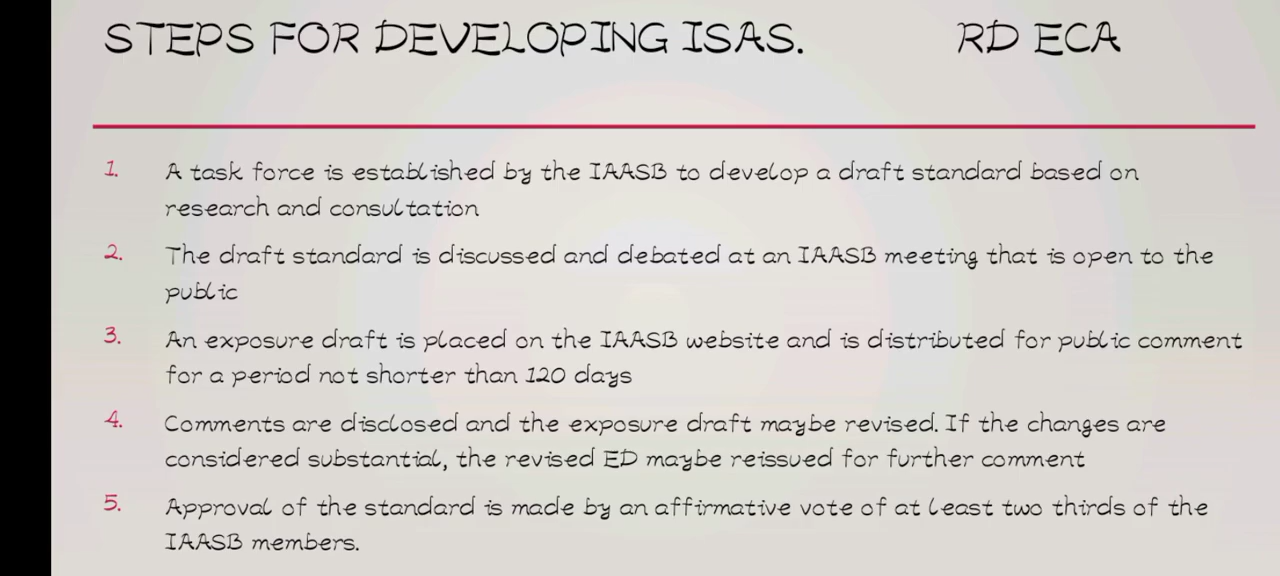 STEPS FOR DEVELOPING ISAS. RD ECA
1. A task force is established by the IAASB to develop a draft standard based on
research and consultation
2. The draft standard is discussed and debated at an IAASB meeting that is open to the
public
3. An exposure draft is placed on the IAASB website and is distributed for public comment
for a period not shorter than 120 days
4. Comments are disclosed and the exposure draft maybe revised. If the changes are
considered substantial, the revised ED maybe reissued for further comment
5. Approval of the standard is made by an affirmative vote of at least two thirds of the
IAASB members.